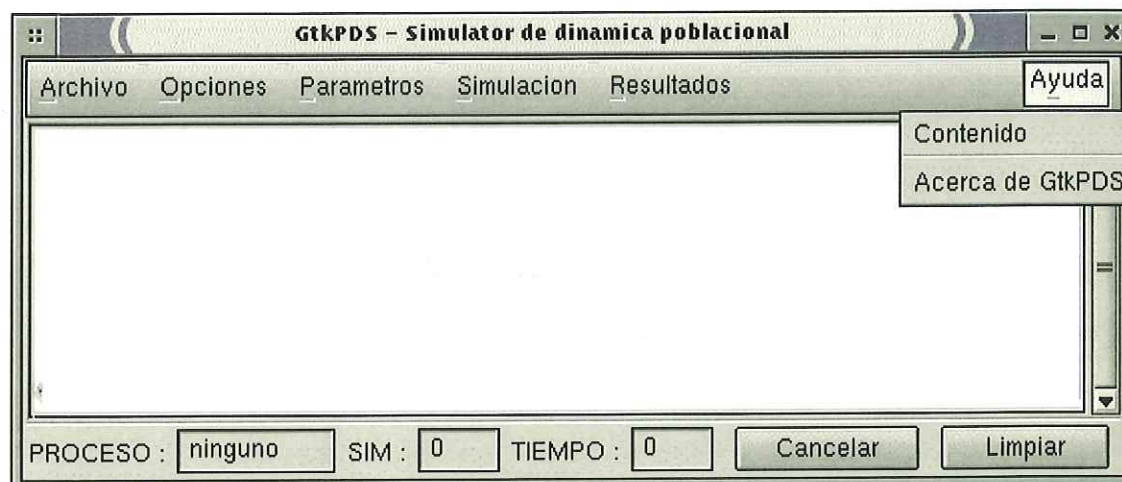 GtkPDS – Simulator de dinamica poblacional
Archivo Opciones Parametros Simulacion Resultados Ayuda
Contenido
Acerca de GtkPDS
PROCESO : ninguno SIM : 0 TIEMPO : 0 Cancelar Limpiar